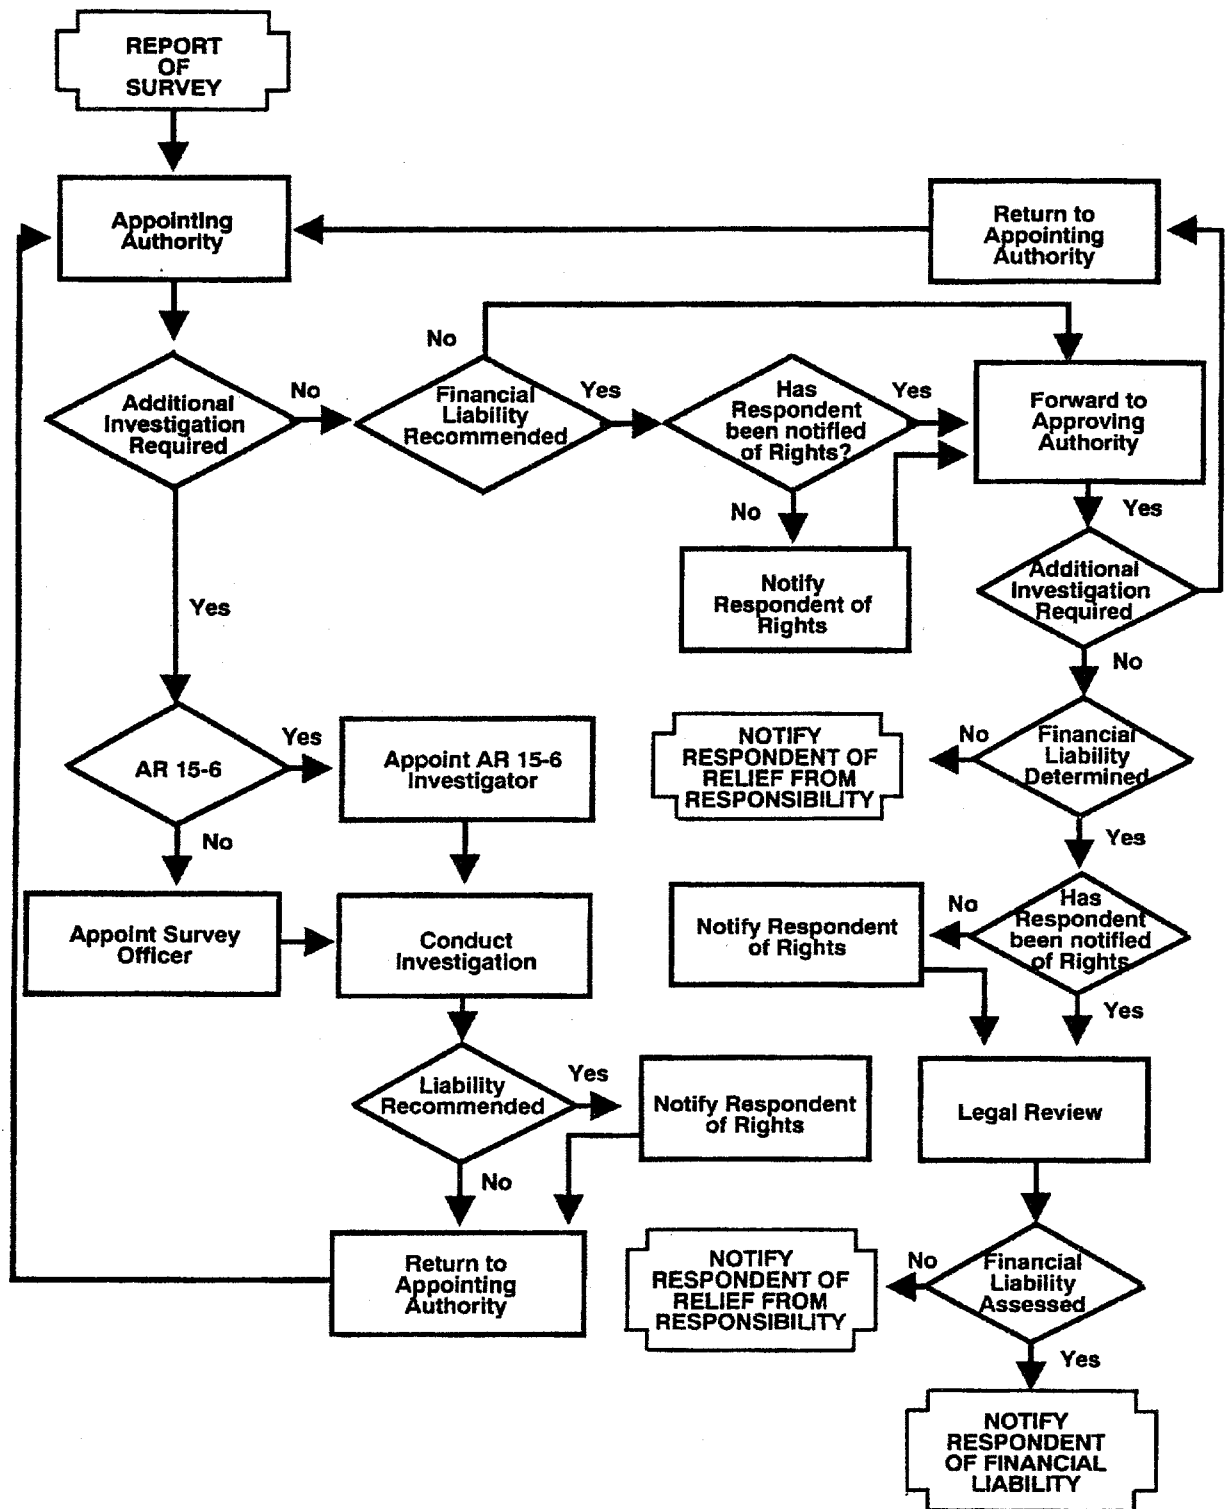 REPORT
OF
SURVEY
Appointing
Authority
Return to
Appointing
Authority
Additional
Investigation
Required
No
Financial
Liability
Recommended
No
Yes
Has
Respondent
been notified
of Rights?
Yes
Forward to
Approving
Authority
No
Notify
Respondent of
Rights
Yes
Additional
Investigation
Required
Yes
No
AR 15-6
Yes
Appoint AR 15-6
Investigator
NOTIFY
RESPONDENT OF
RELIEF FROM
RESPONSIBILITY
No
Financial
Liability
Determined
No
Yes
Appoint Survey
Officer
Conduct
Investigation
Notify Respondent
of Rights
No
Has
Respondent
been notified
of Rights
Yes
Liability
Recommended
Yes
Notify Respondent
of Rights
Legal Review
No
Return to
Appointing
Authority
NOTIFY
RESPONDENT OF
RELIEF FROM
RESPONSIBILITY
No
Financial
Liability
Assessed
Yes
NOTIFY
RESPONDENT
OF FINANCIAL
LIABILITY